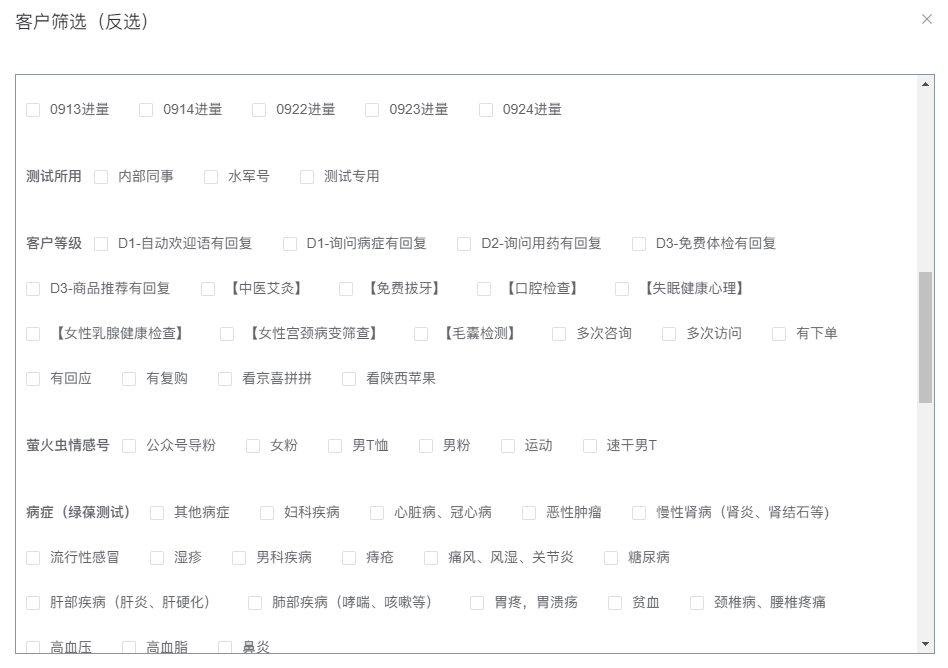 客户筛选（反选）
0913进量 0914进量 0922进量 0923进量 0924进量
测试所用 内部同事 水军号 测试专用
客户等级 D1-自动欢迎语有回复 D1-询问病症有回复 D2-询问用药有回复 D3-免费体检有回复
D3-商品推荐有回复 【中医艾灸】 【免费拔牙】 【口腔检查】 【失眠健康心理】
【女性乳腺健康检查】 【女性宫颈病变筛查】 【毛囊检测】 多次咨询 多次访问 有下单
有回应 有复购 看京喜拼拼 看陕西苹果
萤火虫情感号 公众号导粉 女粉 男T恤 男粉 运动 速干男T
病症（绿葆测试） 其他病症 妇科疾病 心脏病、冠心病 恶性肿瘤 慢性肾病（肾炎、肾结石等)
流行性感冒 湿疹 男科疾病 痔疮 痛风、风湿、关节炎 糖尿病
肝部疾病（肝炎、肝硬化） 肺部疾病（哮喘、咳嗽等） 胃疼，胃溃疡 贫血 颈椎病、腰椎疼痛
高血压 高血脂 鼻炎